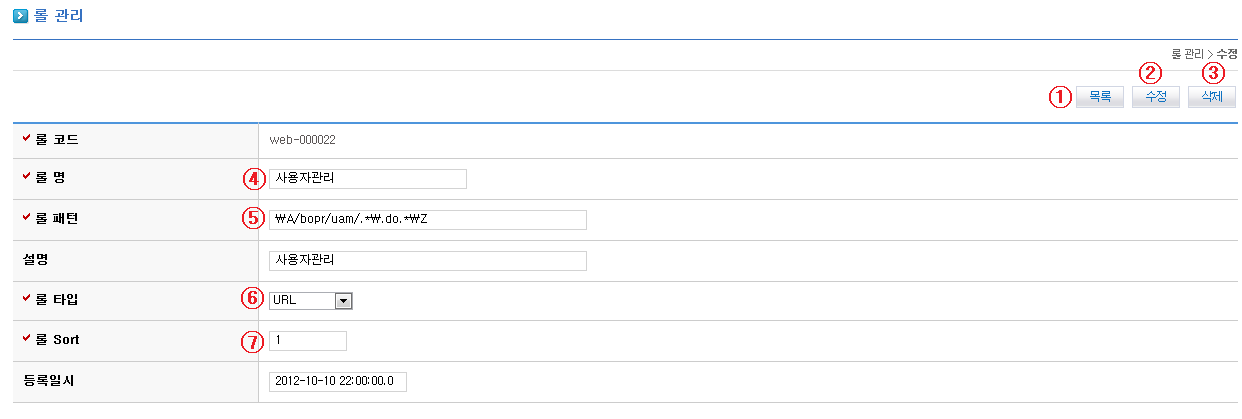 롤 관리
롤 관리 > 수정
② ③
① 목록 수정 삭제
롤 코드 web-000022
롤 명 ④ 사용자관리
롤 패턴 ⑤ ₩A/bopr/uam/.*₩.do.*₩Z
설명 사용자관리
롤 타입 ⑥ URL
롤 Sort ⑦ 1
등록일시 2012-10-10 22:00:00.0